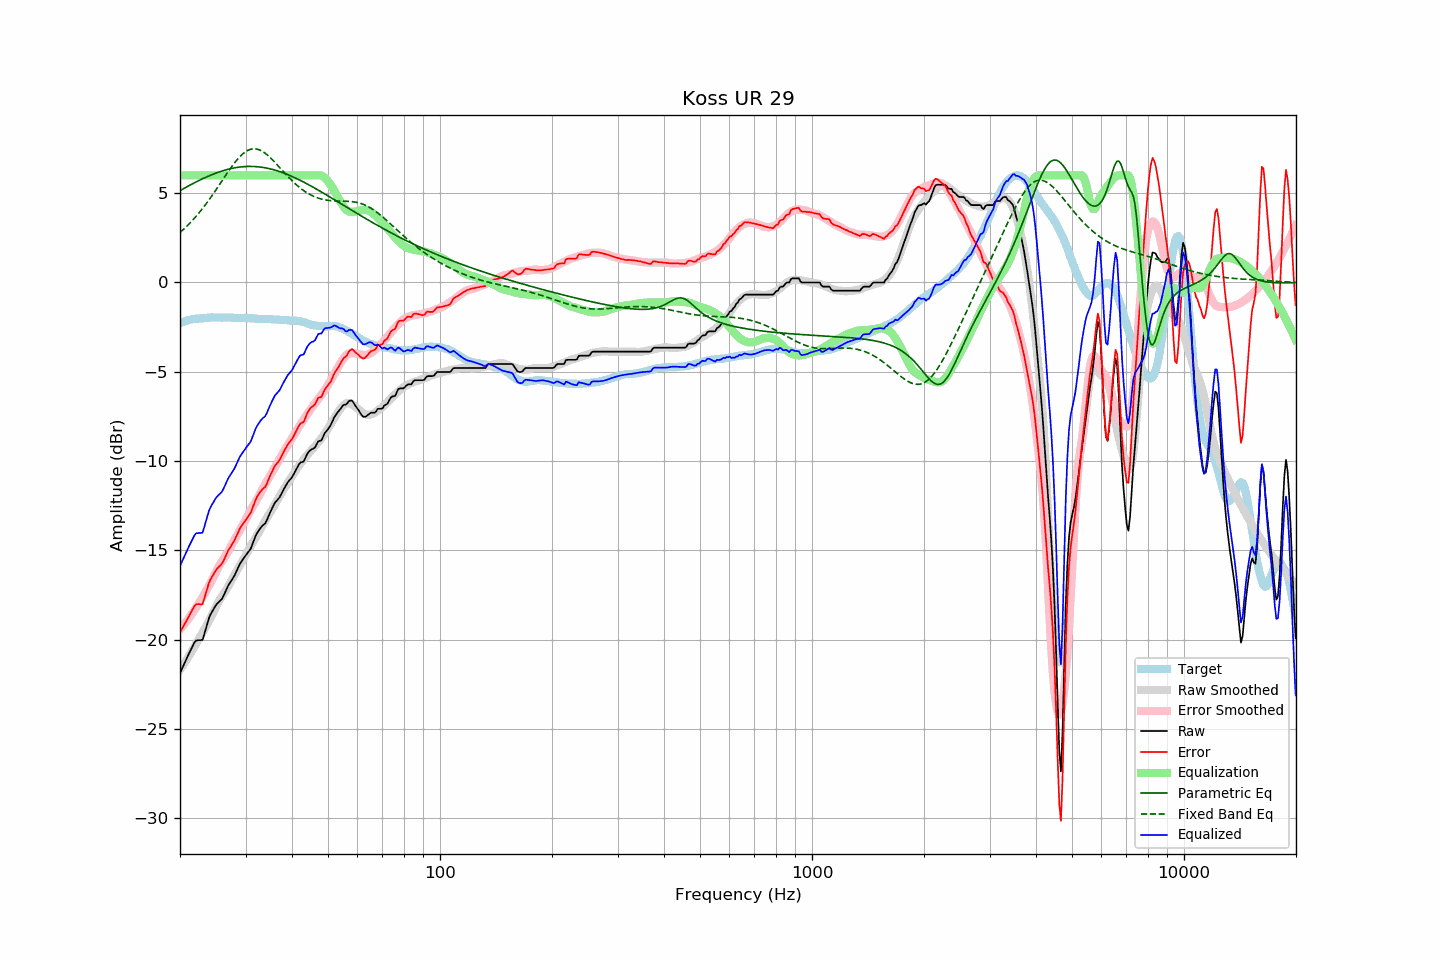 Koss UR 29
Amplitude (dBr)
5
0
−5
−10
−15
−20
−25
−30
100
1000
10000
Frequency (Hz)
Target
Raw Smoothed
Error Smoothed
Raw
Error
Equalization
Parametric Eq
Fixed Band Eq
Equalized